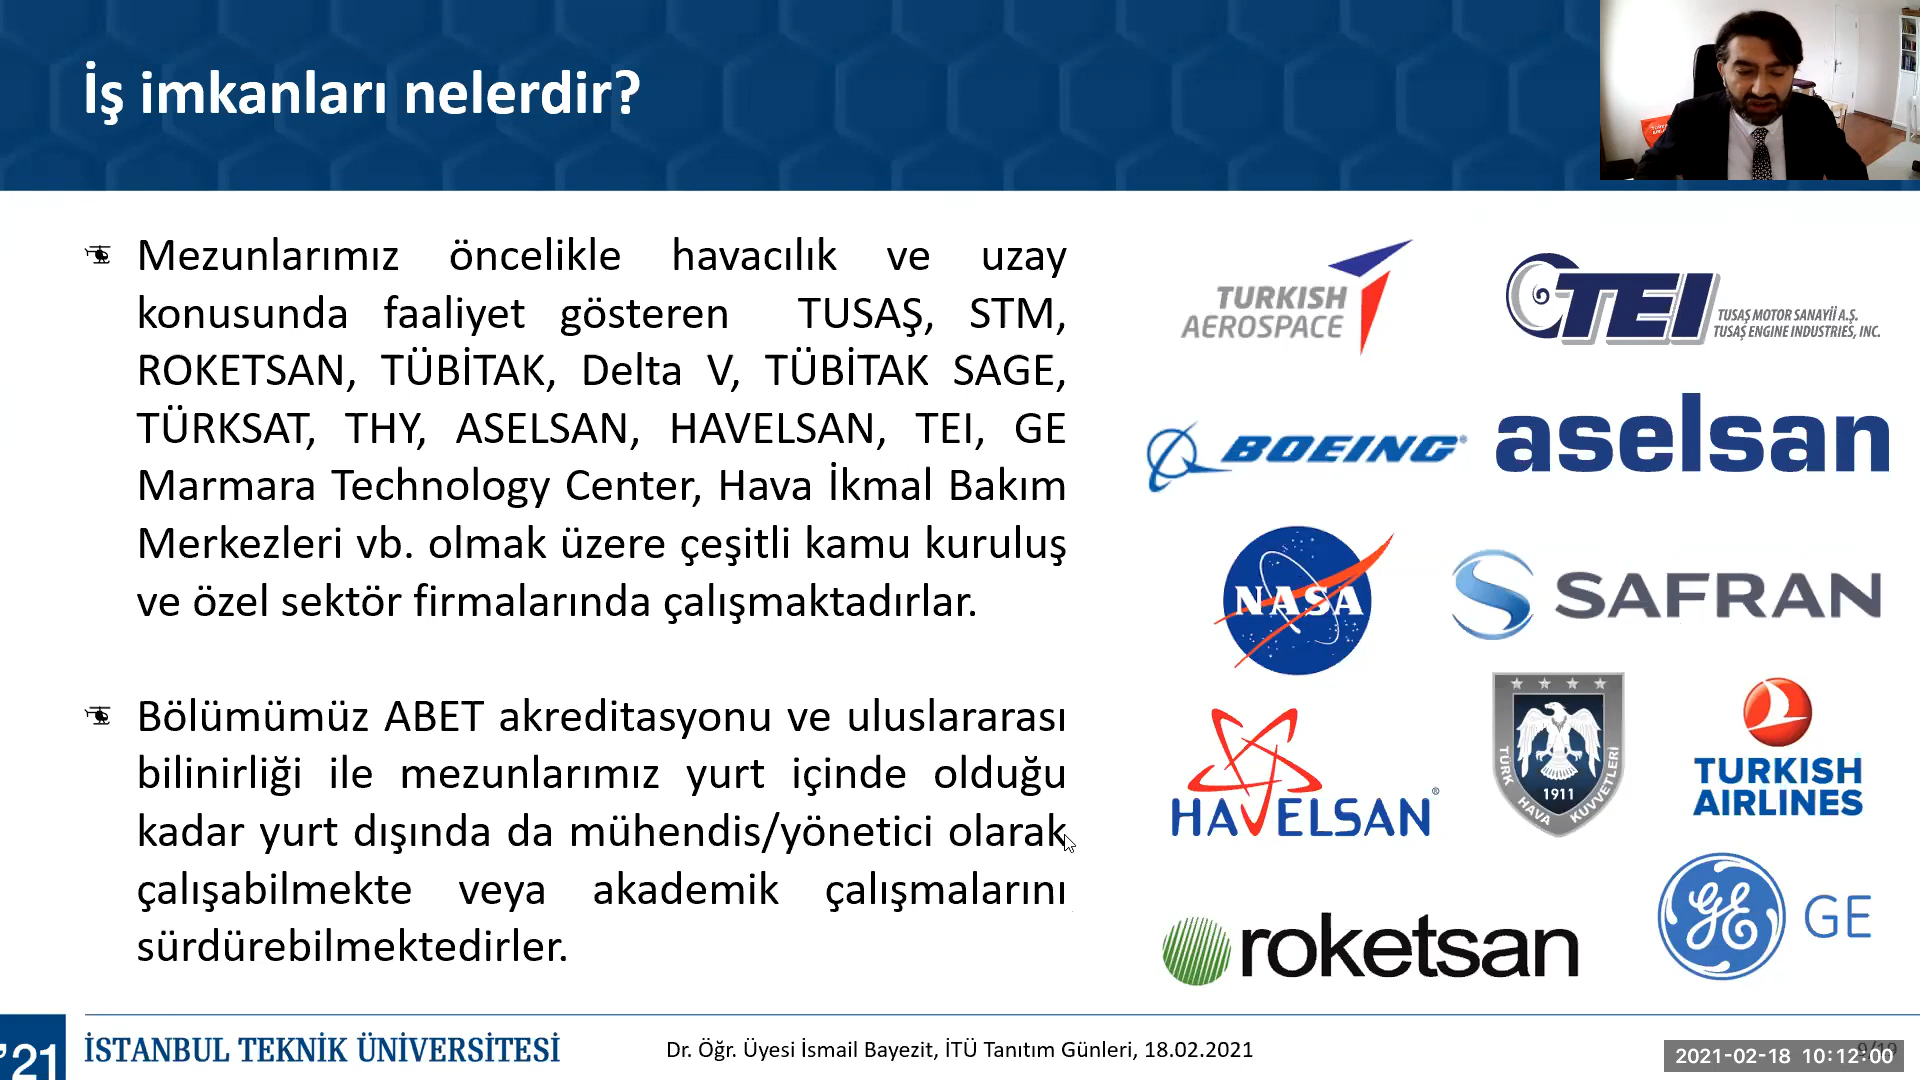 İş imkanları nelerdir?
Mezunlarımız öncelikle havacılık ve uzay
konusunda faaliyet gösteren TUSAŞ, STM,
ROKETSAN, TÜBİTAK, Delta V, TÜBİTAK SAGE,
TÜRKSAT, THY, ASELSAN, HAVELSAN, TEI, GE
Marmara Technology Center, Hava İkmal Bakım
Merkezleri vb. olmak üzere çeşitli kamu kuruluş
ve özel sektör firmalarında çalışmaktadırlar.
Bölümümüz ABET akreditasyonu ve uluslararası
bilinirliği ile mezunlarımız yurt içinde olduğu
kadar yurt dışında da mühendis/yönetici olarak
çalışabilmekte veya akademik çalışmalarını
sürdürebilmektedirler.
TURKISH
AEROSPACE
TEI
TUSAŞ MOTOR SANAYİİ A.Ş.
TUSAŞ ENGINE INDUSTRIES, INC.
BOEING®
aselsan
NASA
SAFRAN
HAVELSAN®
1911
TÜRK HAVA KUVVETLERİ
TURKISH
AIRLINES
roketsan
GE
GE
'21
İSTANBUL TEKNİK ÜNİVERSİTESİ
Dr. Öğr. Üyesi İsmail Bayezit, İTÜ Tanıtım Günleri, 18.02.2021
2021-02-18 10:12:00